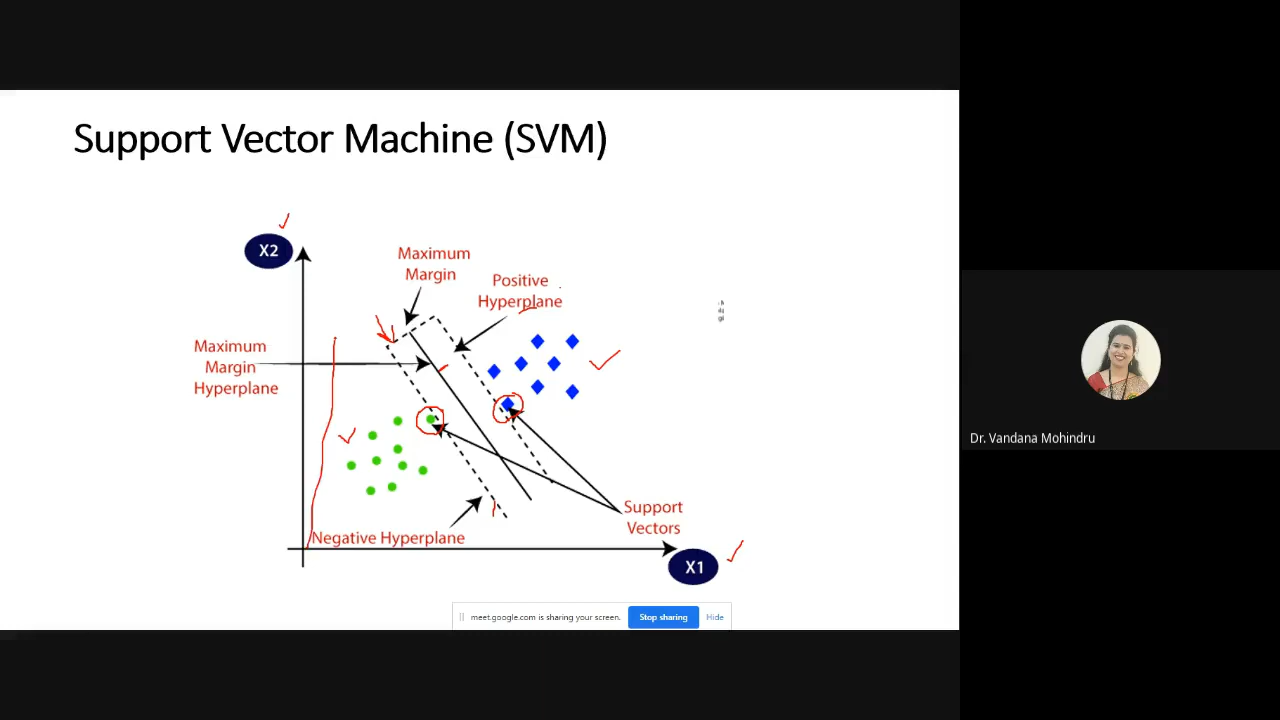 Support Vector Machine (SVM)
X2
Maximum
Margin
Positive
Hyperplane
Maximum
Margin
Hyperplane
Support
Vectors
Negative Hyperplane
X1
meet.google.com is sharing your screen.
Stop sharing
Hide
Dr. Vandana Mohindru